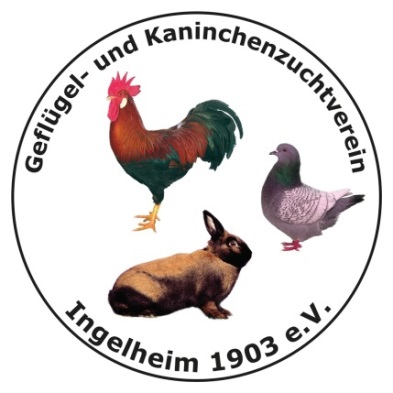 Geflügel- und Kaninchenzuchtverein
Ingelheim 1903 e.V.